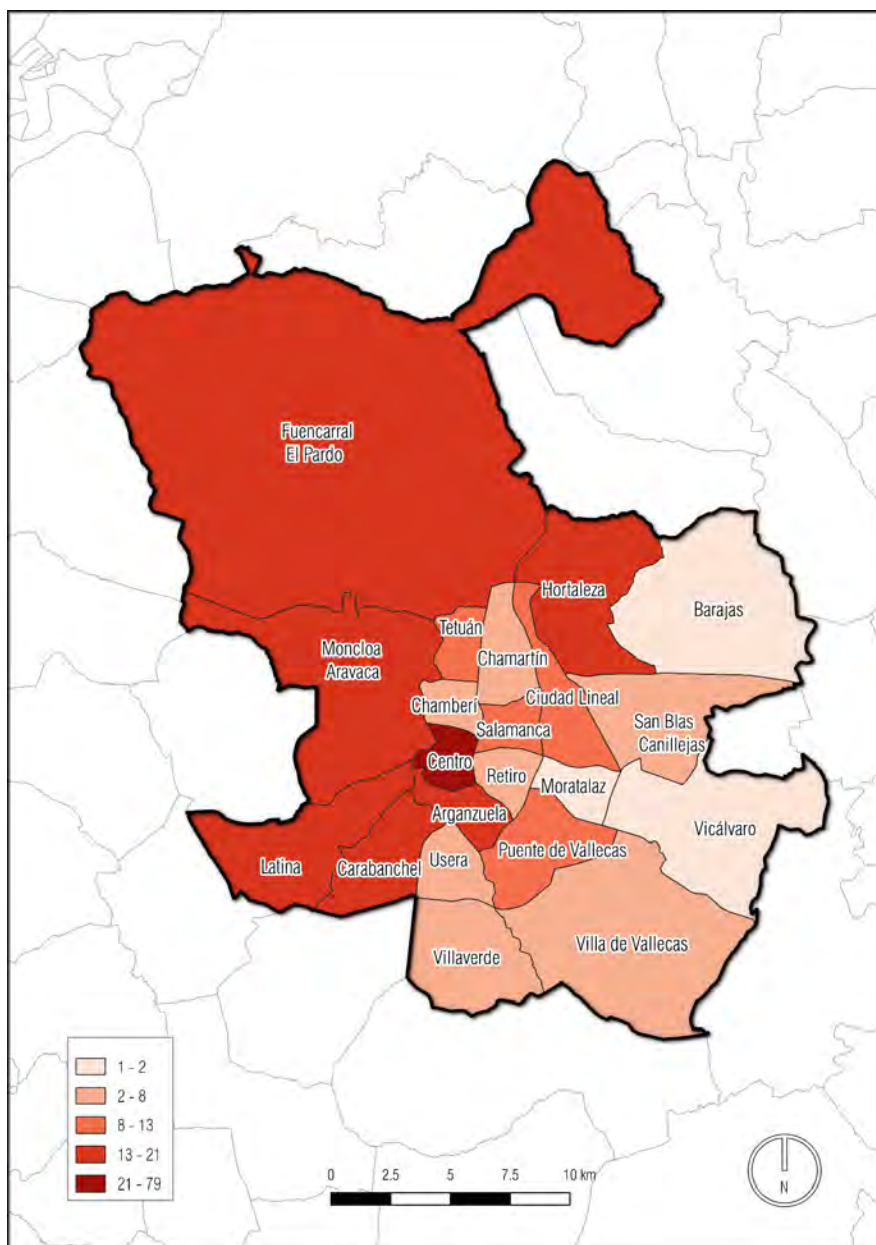 Fuencarral
El Pardo
Hortaleza
Barajas
Tetuán
Moncloa
Aravaca
Chamartín
Chamberí
Ciudad Lineal
San Blas
Canillejas
Salamanca
Centro
Retiro
Moratalaz
Arganzuela
Vicálvaro
Latina
Carabanchel
Usera
Puente de Vallecas
Villaverde
Villa de Vallecas
1 - 2
2 - 8
8 - 13
13 - 21
21 - 79
0 2.5 5 7.5 10 km
N